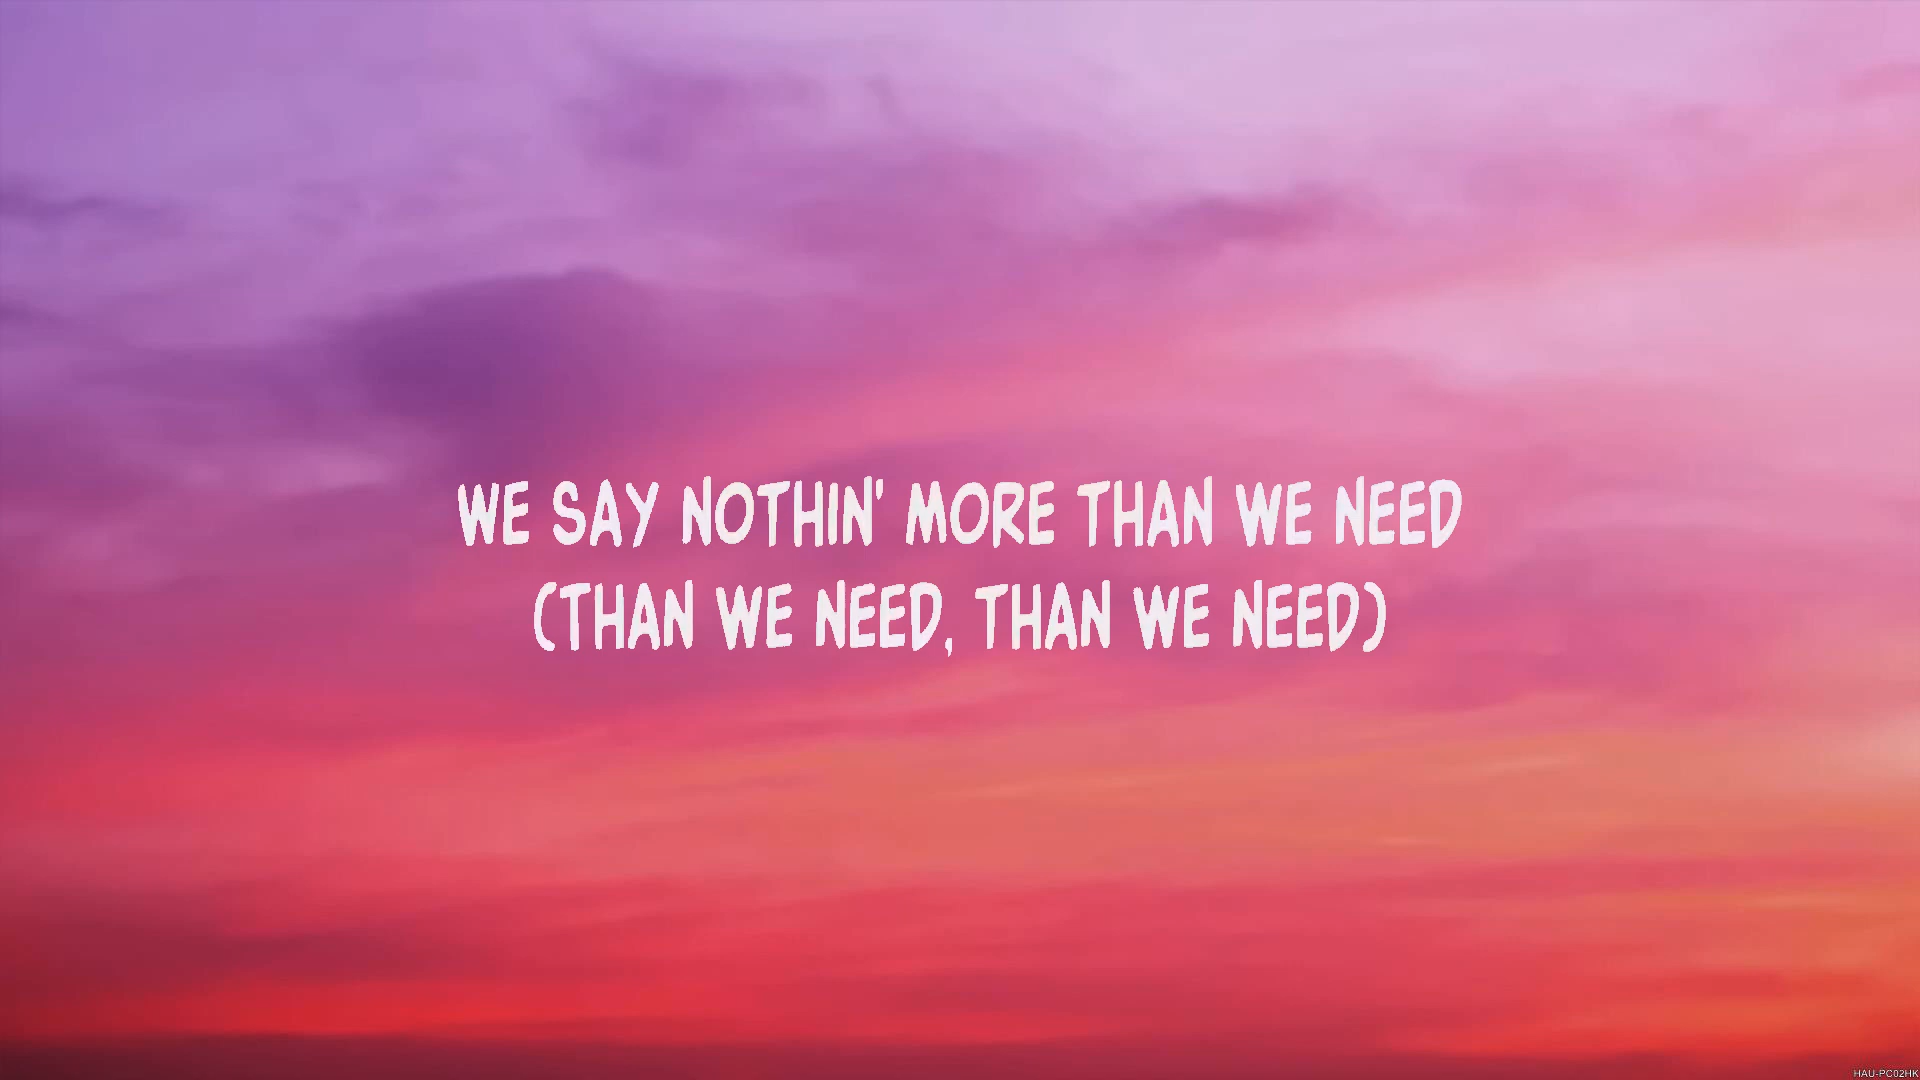 WE SAY NOTHIN' MORE THAN WE NEED
(THAN WE NEED, THAN WE NEED)
HAU-PC02HK